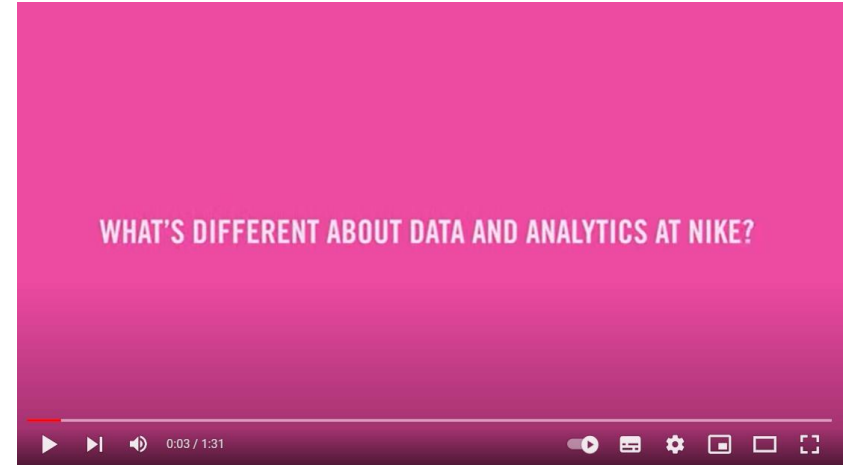 WHAT'S DIFFERENT ABOUT DATA AND ANALYTICS AT NIKE?
0:03 / 1:31